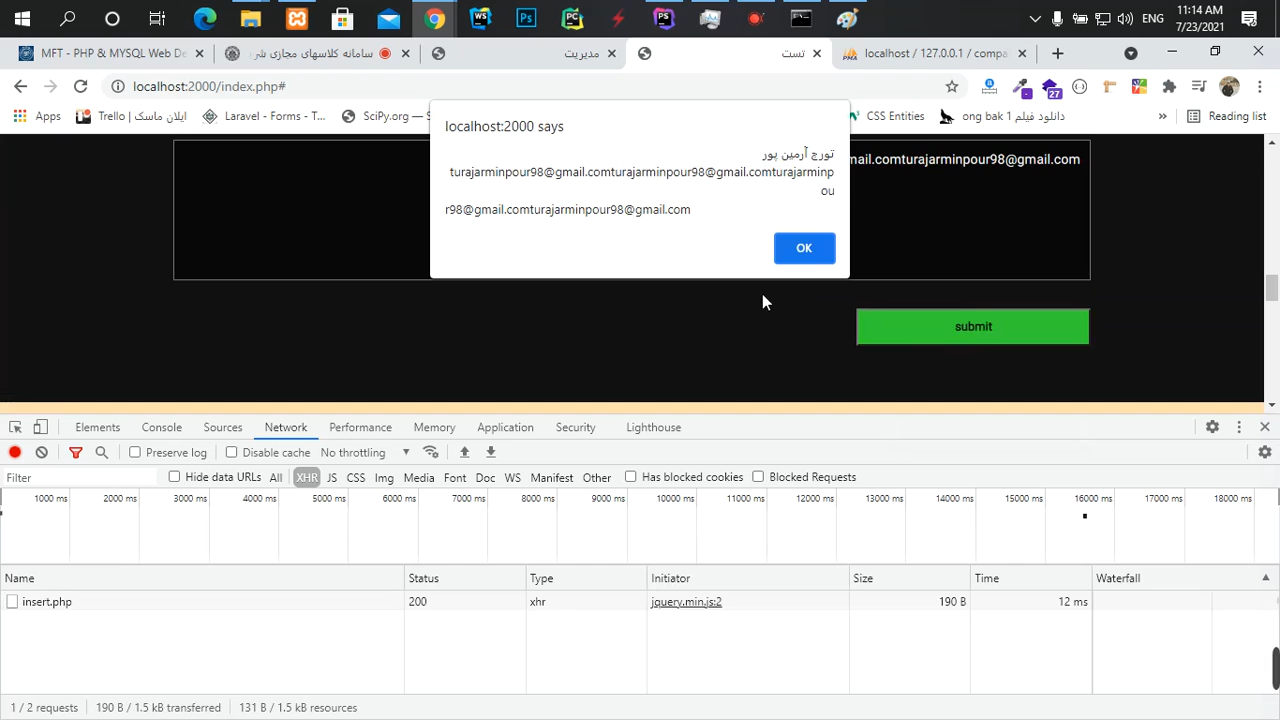 ENG
11:14 AM
7/23/2021
MFT - PHP & MYSQL Web De
سامانه کلاسهای مجازی شر
مدیریت
تست
localhost / 127.0.0.1 / compa
localhost:2000/index.php#
27
Apps
ایلان ماسک | Trello
Laravel - Forms - T...
SciPy.org — S
CSS Entities
دانلود فیلم ong bak 1
Reading list
localhost:2000 says
تورج آرمین پور
turajarminpour98@gmail.comturajarminpour98@gmail.comturajarminp
ou
r98@gmail.comturajarminpour98@gmail.com
OK
mail.comturajarminpour98@gmail.com
submit
Elements Console Sources Network Performance Memory Application Security Lighthouse
Preserve log Disable cache No throttling
Filter Hide data URLs All XHR JS CSS Img Media Font Doc WS Manifest Other Has blocked cookies Blocked Requests
1000 ms 2000 ms 3000 ms 4000 ms 5000 ms 6000 ms 7000 ms 8000 ms 9000 ms 10000 ms 11000 ms 12000 ms 13000 ms 14000 ms 15000 ms 16000 ms 17000 ms 18000 ms
Name Status Type Initiator Size Time Waterfall
insert.php 200 xhr jquery.min.js:2 190 B 12 ms
1 / 2 requests 190 B / 1.5 kB transferred 131 B / 1.5 kB resources